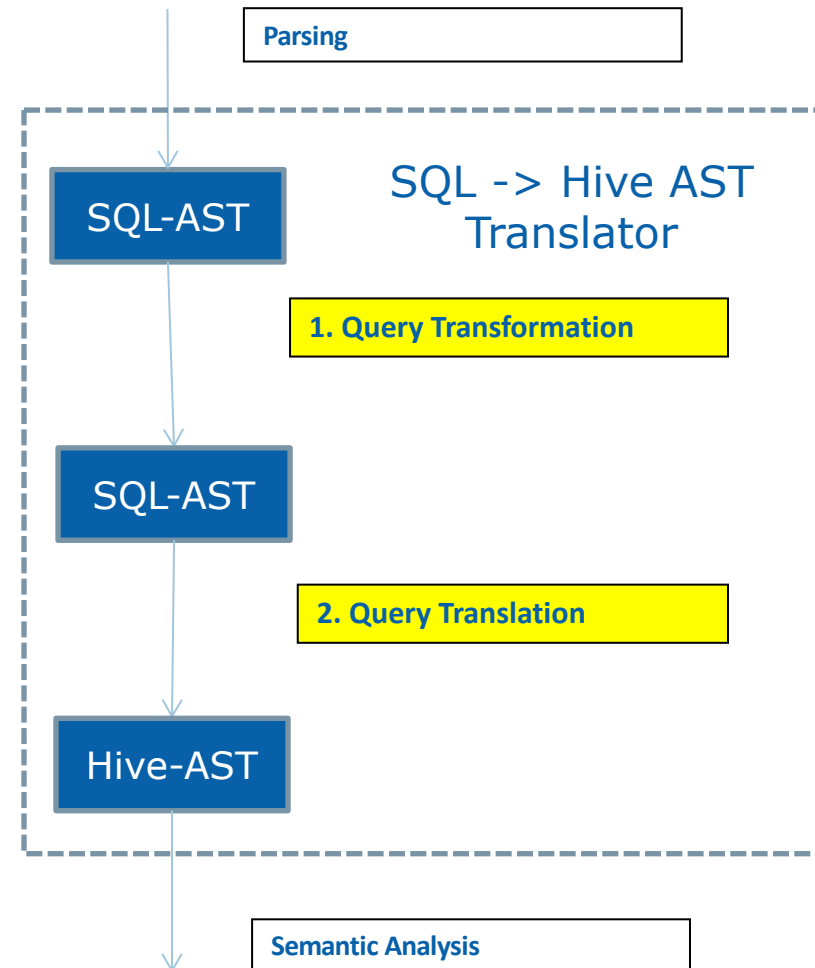 Parsing
SQL-AST
SQL -> Hive AST
Translator
1. Query Transformation
SQL-AST
2. Query Translation
Hive-AST
Semantic Analysis